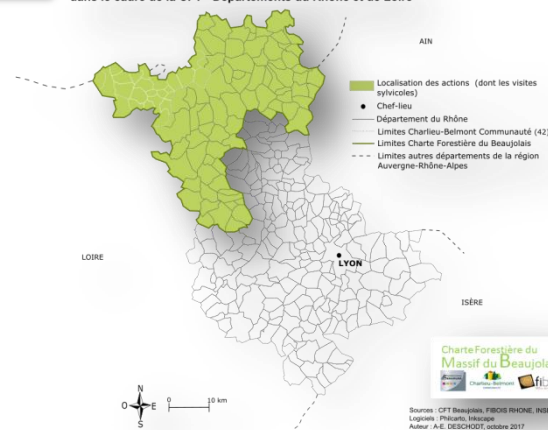 AIN
Localisation des actions (dont les visites
sylvicoles)
Chef-lieu
Département du Rhône
Limites Charlieu-Belmont Communauté (42)
Limites Charte Forestière du Beaujolais
Limites autres départements de la région
Auvergne-Rhône-Alpes
LOIRE
LYON
ISÈRE
N
O E
S
0 10 km
Charte Forestière du
Massif du Beaujola
Charlieu-Belmont
fib
Sources : CFT Beaujolais, FIBOIS RHONE, INSE
Logiciels : Philcarto, Inkscape
Auteur : A-E. DESCHODT, octobre 2017